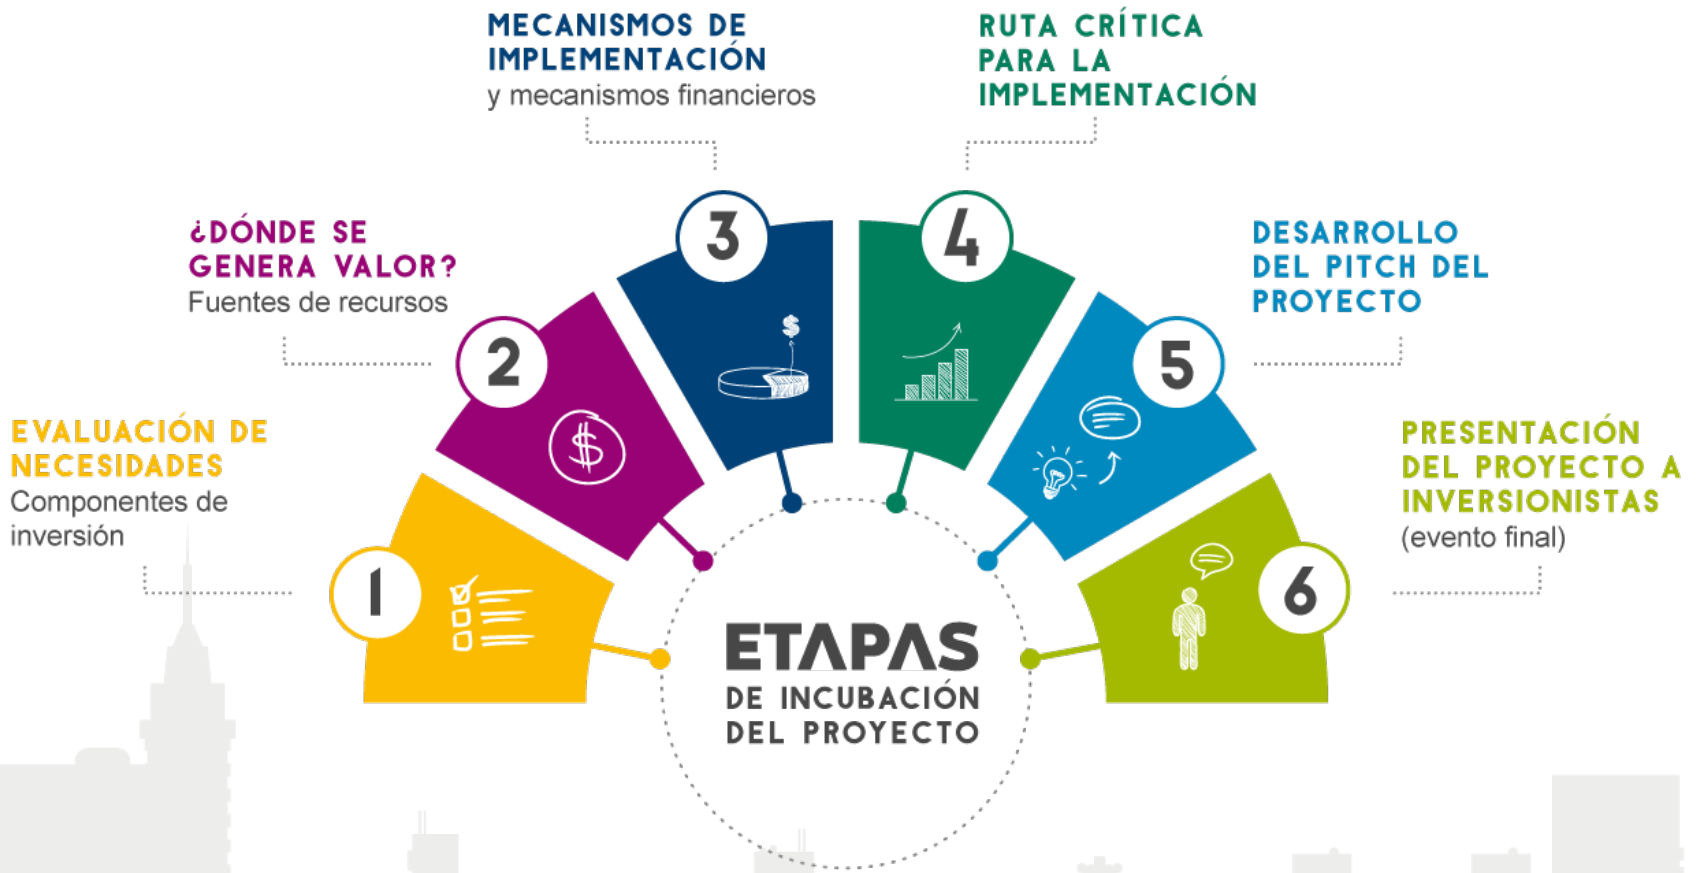 MECANISMOS DE
IMPLEMENTACIÓN
y mecanismos financieros
RUTA CRÍTICA
PARA LA
IMPLEMENTACIÓN
¿DÓNDE SE
GENERA VALOR?
Fuentes de recursos
DESARROLLO
DEL PITCH DEL
PROYECTO
EVALUACIÓN DE
NECESIDADES
Componentes de
inversión
PRESENTACIÓN
DEL PROYECTO A
INVERSIONISTAS
(evento final)
1
2
3
$
$
4
5
6
ETAPAS
DE INCUBACIÓN
DEL PROYECTO